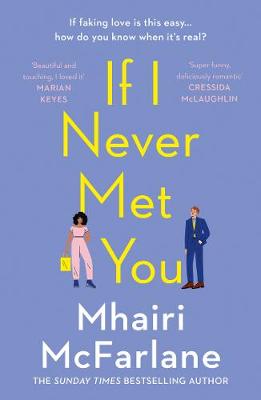 If faking love is this easy...
how do you know when it's real?
'Beautiful and
touching, I loved it'
MARIAN
KEYES
'Super funny,
deliciously romantic'
CRESSIDA
McLAUGHLIN
If I
Never
Met
You
Mhairi
McFarlane
THE SUNDAY TIMES BESTSELLING AUTHOR